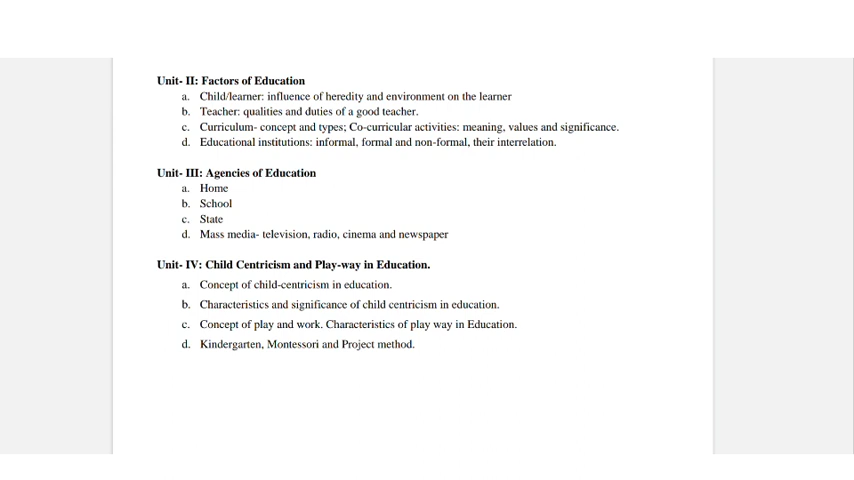 Unit- II: Factors of Education
a. Child/learner: influence of heredity and environment on the learner
b. Teacher: qualities and duties of a good teacher.
c. Curriculum- concept and types; Co-curricular activities: meaning, values and significance.
d. Educational institutions: informal, formal and non-formal, their interrelation.
Unit- III: Agencies of Education
a. Home
b. School
c. State
d. Mass media- television, radio, cinema and newspaper
Unit- IV: Child Centricism and Play-way in Education.
a. Concept of child-centricism in education.
b. Characteristics and significance of child centricism in education.
c. Concept of play and work. Characteristics of play way in Education.
d. Kindergarten, Montessori and Project method.